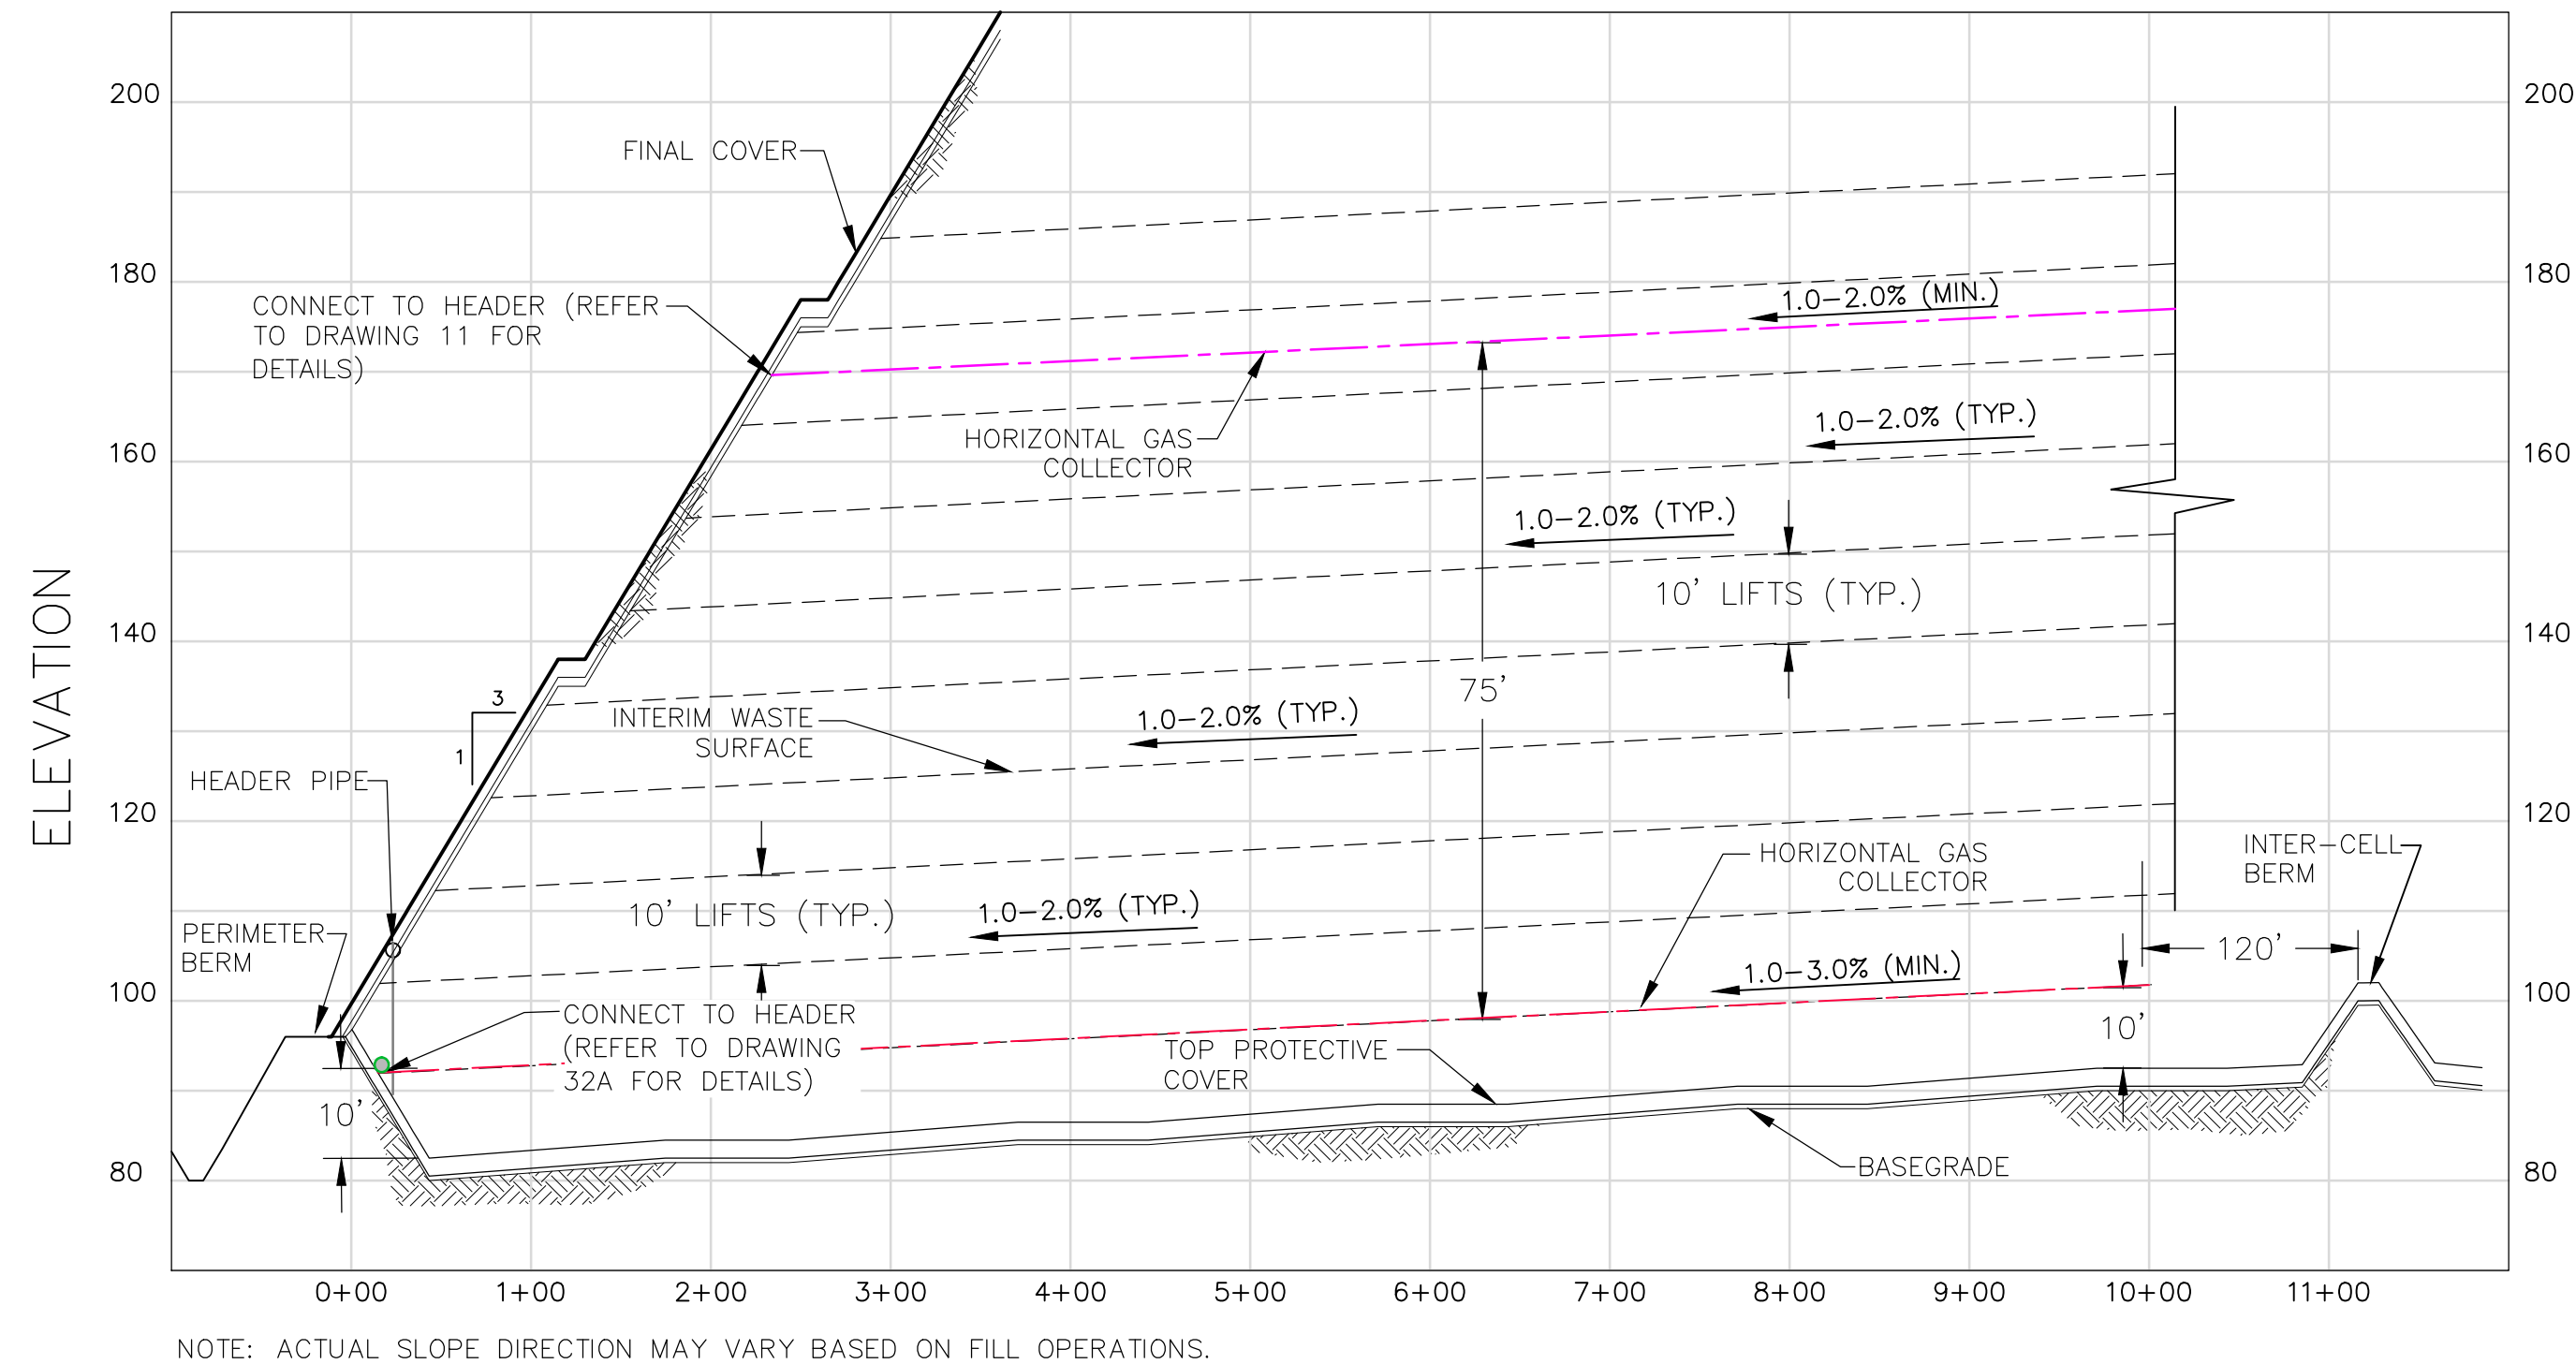 200
200
FINAL COVER
180
180
CONNECT TO HEADER (REFER
TO DRAWING 11 FOR
DETAILS)
1.0-2.0% (MIN.)
HORIZONTAL GAS
COLLECTOR
1.0-2.0% (TYP.)
160
160
1.0-2.0% (TYP.)
10' LIFTS (TYP.)
ELEVATION
140
140
75'
3
1
INTERIM WASTE
SURFACE
1.0-2.0% (TYP.)
HEADER PIPE
120
120
HORIZONTAL GAS
COLLECTOR
INTER-CELL
BERM
10' LIFTS (TYP.)
1.0-2.0% (TYP.)
PERIMETER
BERM
120'
1.0-3.0% (MIN.)
100
100
CONNECT TO HEADER
(REFER TO DRAWING
32A FOR DETAILS)
10'
TOP PROTECTIVE
COVER
10'
BASEGRADE
80
80
0+00 1+00 2+00 3+00 4+00 5+00 6+00 7+00 8+00 9+00 10+00 11+00
NOTE: ACTUAL SLOPE DIRECTION MAY VARY BASED ON FILL OPERATIONS.